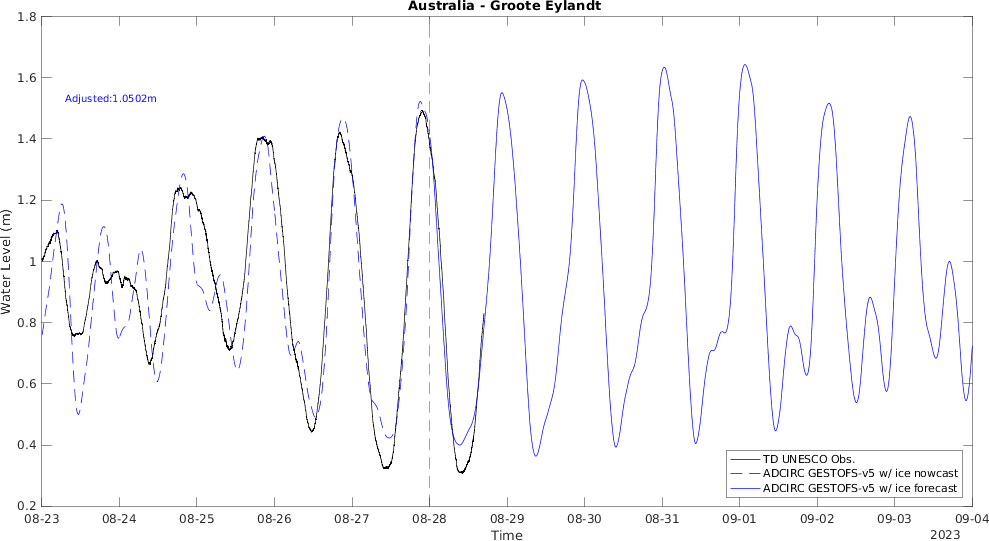 Australia - Groote Eylandt
1.8
1.6
1.4
1.2
1
0.8
0.6
0.4
0.2
Water Level (m)
Adjusted:1.0502m
TD UNESCO Obs.
ADCIRC GESTOFS-v5 w/ ice nowcast
ADCIRC GESTOFS-v5 w/ ice forecast
08-23 08-24 08-25 08-26 08-27 08-28 08-29 08-30 08-31 09-01 09-02 09-03 09-04
Time
2023